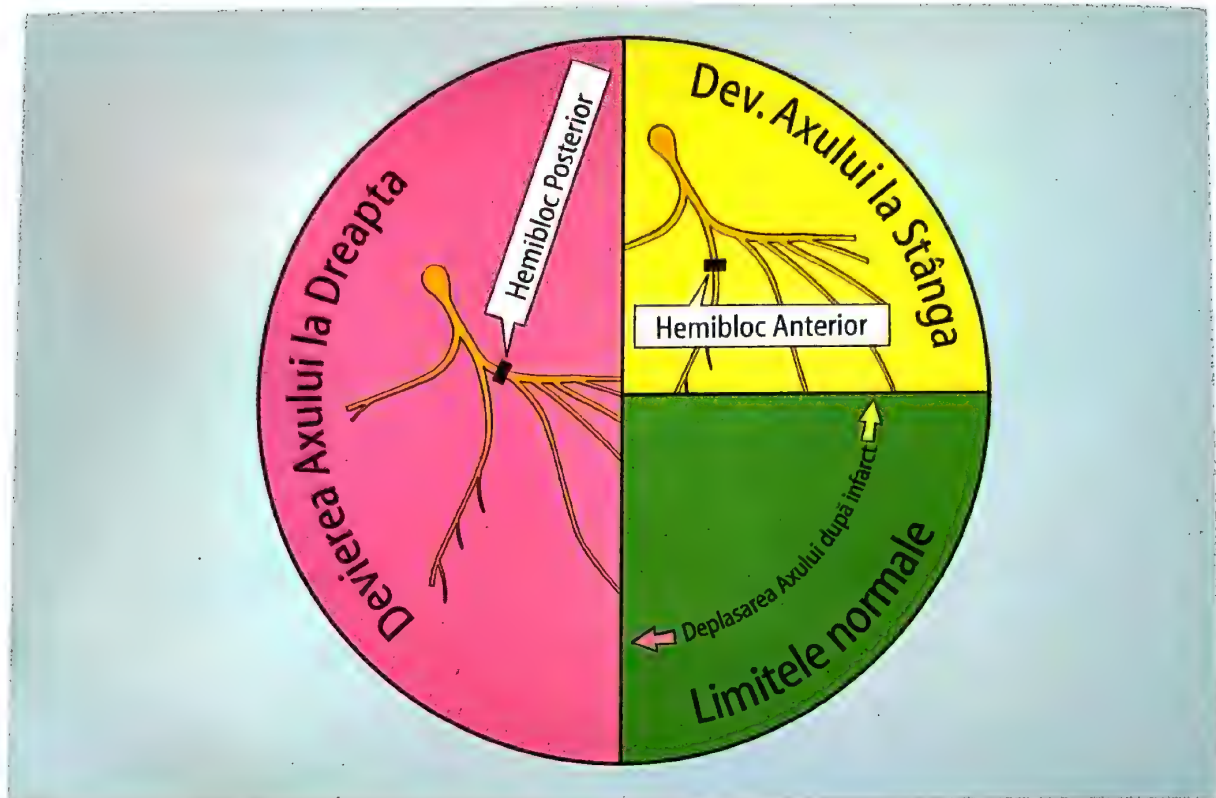 Devierea Axului la Dreapta
Hemibloc Posterior
Dev. Axului la Stânga
Hemibloc Anterior
Deplasarea Axului după infarct
Limitele normale